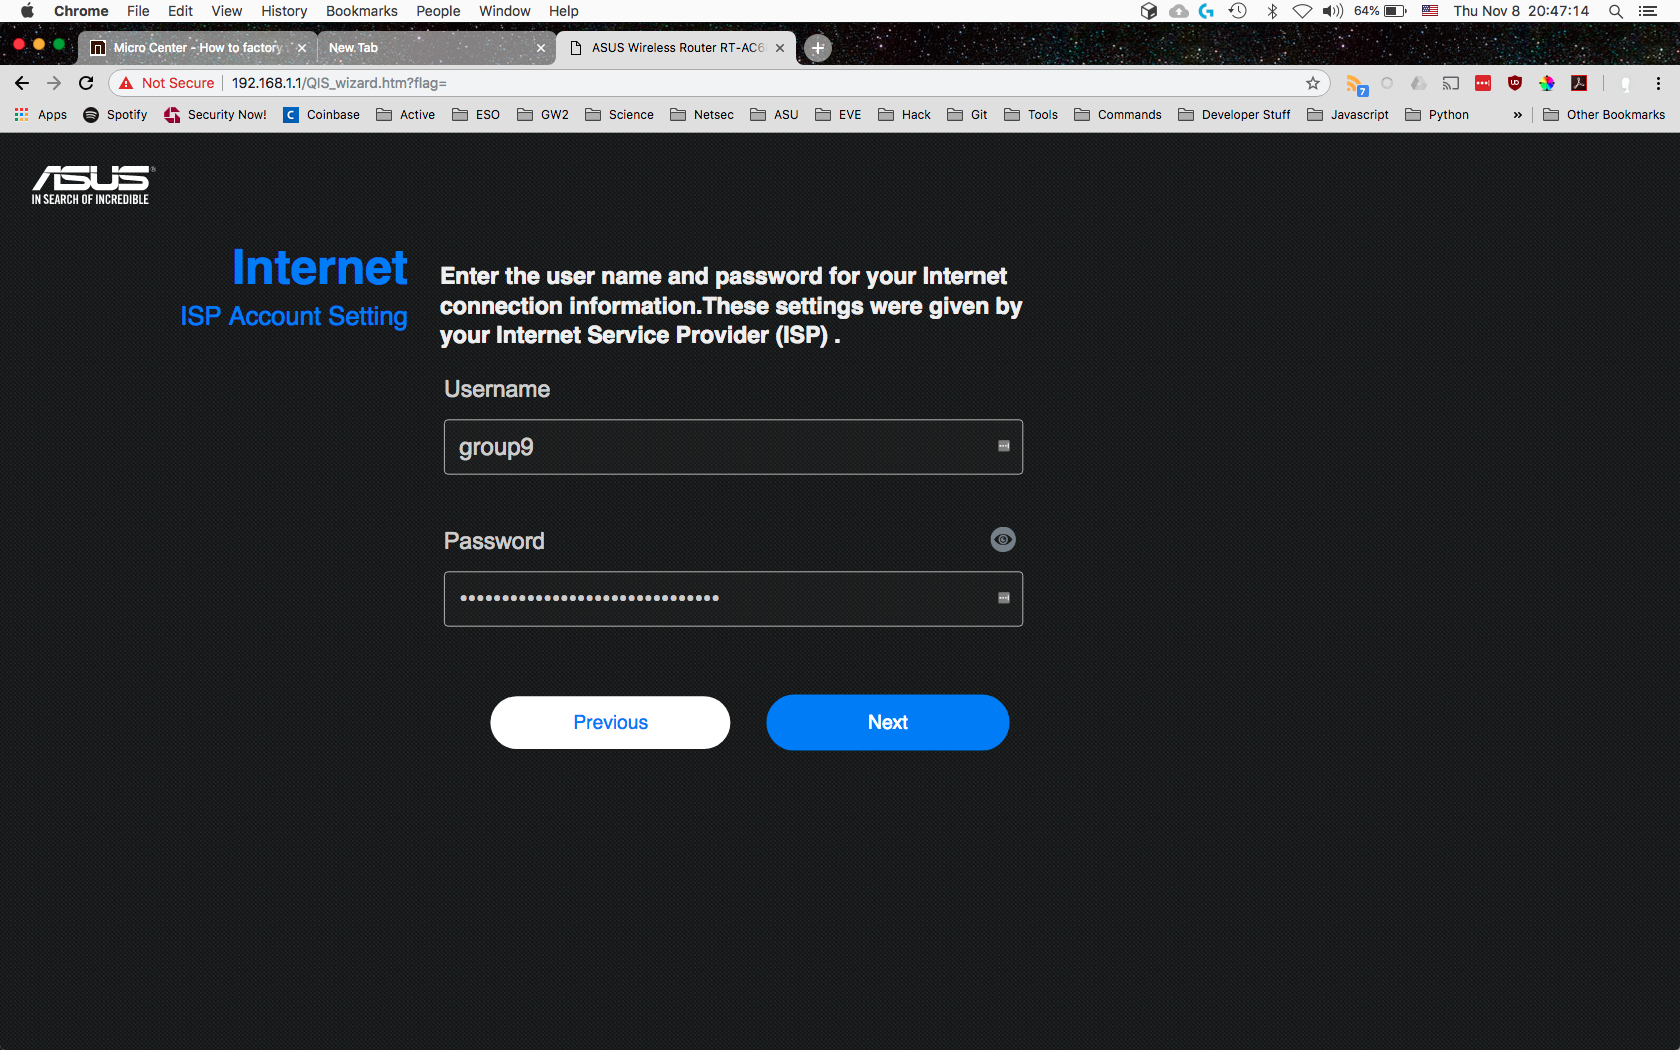 Chrome File Edit View History Bookmarks People Window Help 64% Thu Nov 8 20:47:14
Micro Center - How to factory New Tab ASUS Wireless Router RT-AC6
Not Secure 192.168.1.1/QIS_wizard.htm?flag= 7
Apps Spotify Security Now! Coinbase Active ESO GW2 Science Netsec ASU EVE Hack Git Tools Commands Developer Stuff Javascript Python » Other Bookmarks
ASUS
IN SEARCH OF INCREDIBLE
Internet
ISP Account Setting
Enter the user name and password for your Internet
connection information.These settings were given by
your Internet Service Provider (ISP) .
Username
group9
Password
•••••••••••••••••••••••••••••••
Previous Next